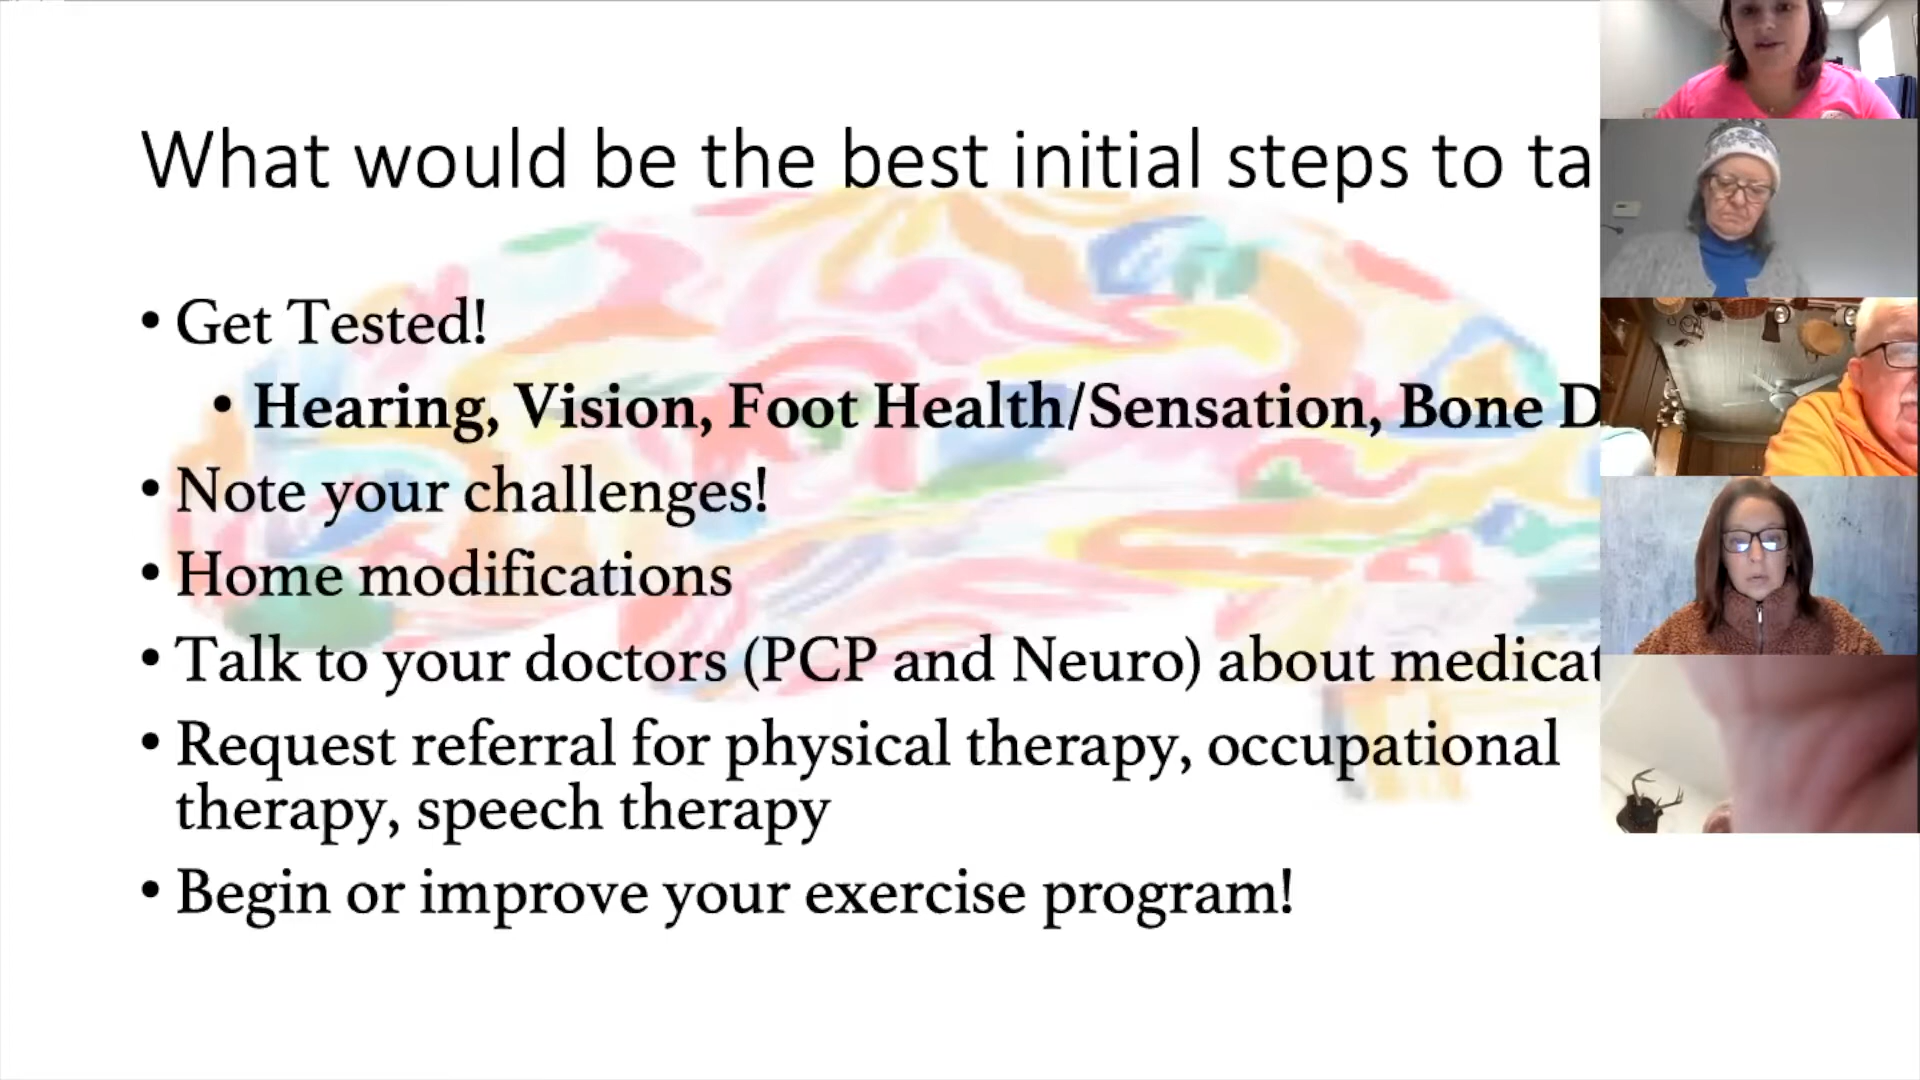 What would be the best initial steps to ta
• Get Tested!
• Hearing, Vision, Foot Health/Sensation, Bone D
• Note your challenges!
• Home modifications
• Talk to your doctors (PCP and Neuro) about medicat
• Request referral for physical therapy, occupational
therapy, speech therapy
• Begin or improve your exercise program!